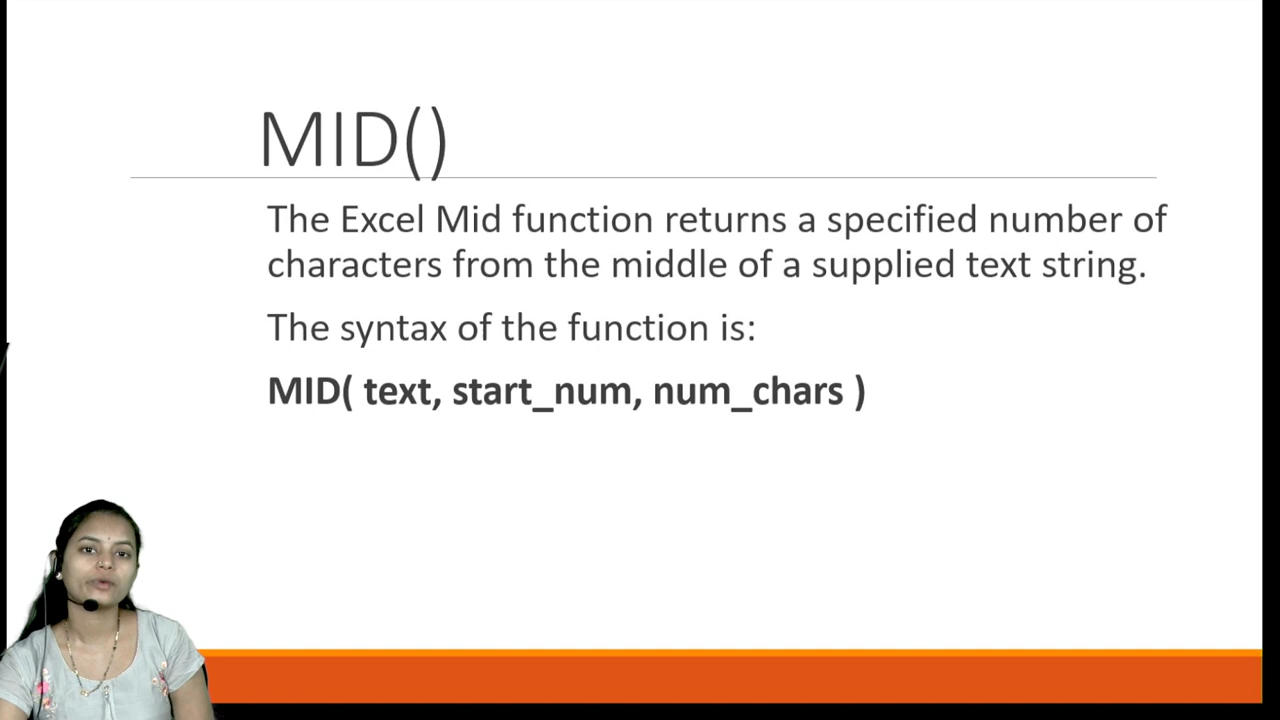 MID()
The Excel Mid function returns a specified number of
characters from the middle of a supplied text string.
The syntax of the function is:
MID( text, start_num, num_chars )